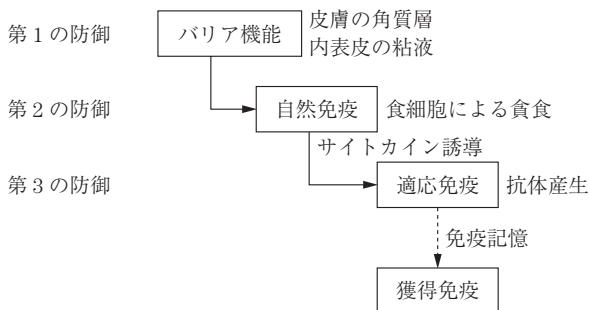 第1の防御
バリア機能
皮膚の角質層
内表皮の粘液
第2の防御
自然免疫
食細胞による貪食
サイトカイン誘導
第3の防御
適応免疫
抗体産生
免疫記憶
獲得免疫